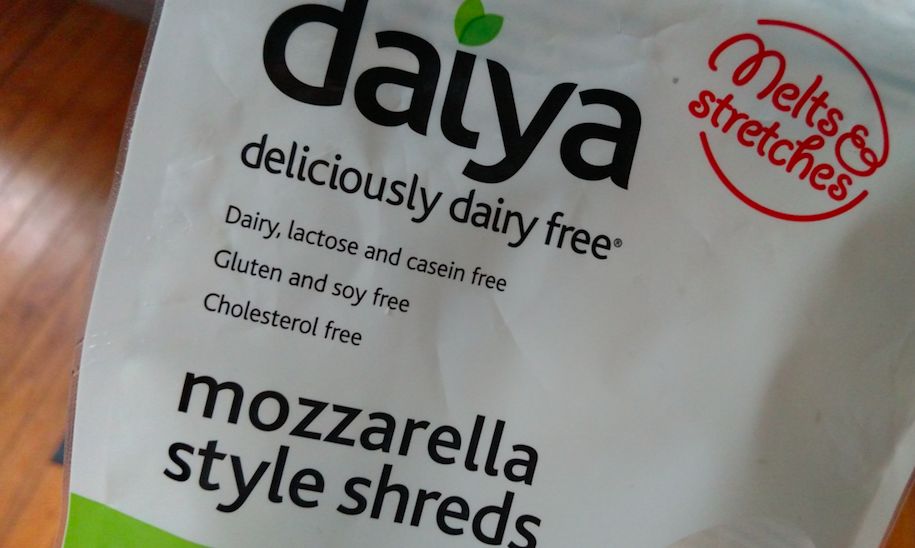 daiya
deliciously dairy free®
Melts &
stretches
Dairy, lactose and casein free
Gluten and soy free
Cholesterol free
mozzarella
style shreds